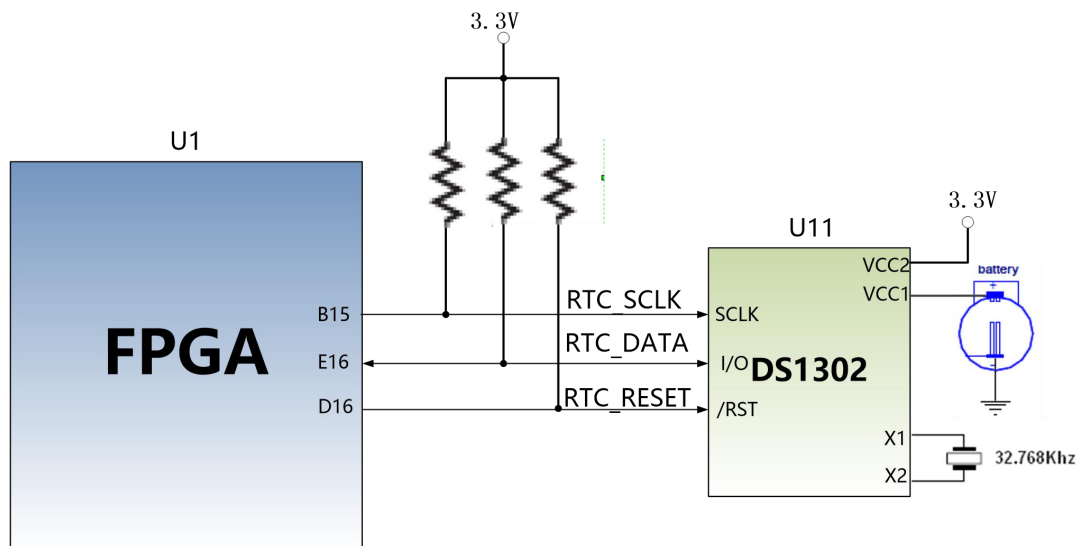 3.3V
U1
3.3V
U11
VCC2
battery
+
VCC1
RTC_SCLK
B15
SCLK
RTC_DATA
FPGA
E16
I/O
DS1302
-
RTC_RESET
D16
/RST
X1
32.768Khz
X2